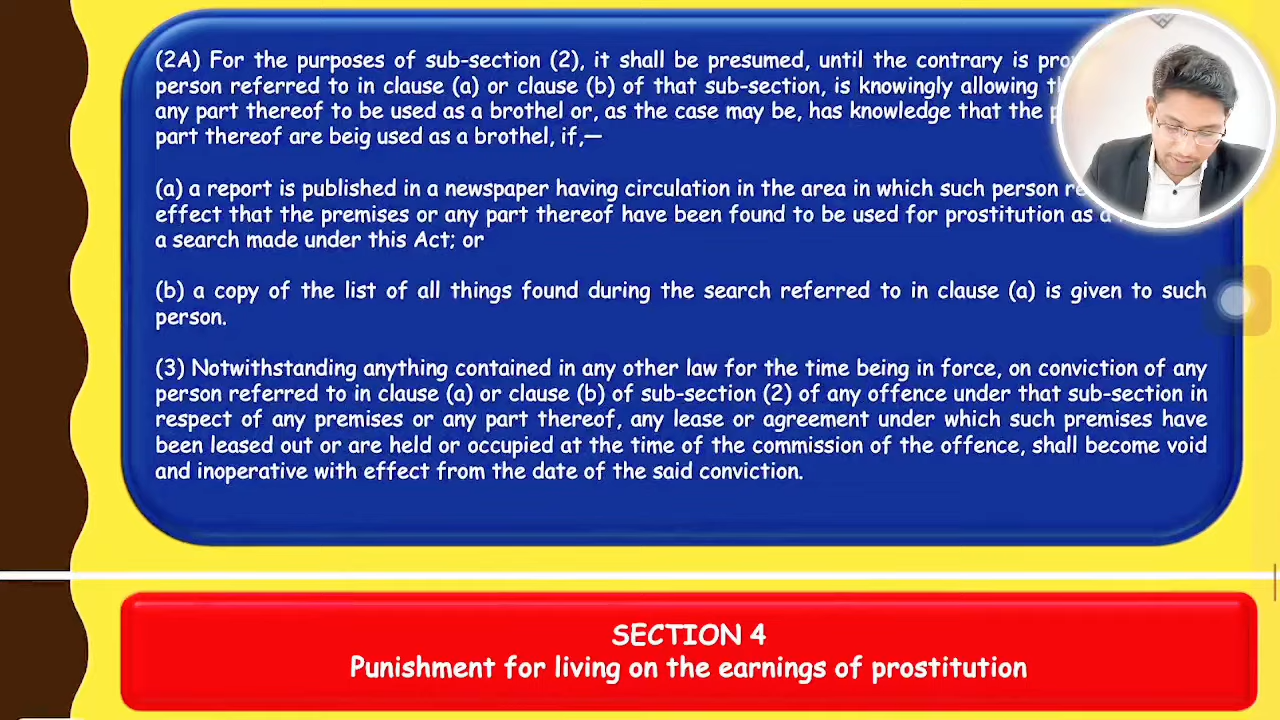 (2A) For the purposes of sub-section (2), it shall be presumed, until the contrary is
person referred to in clause (a) or clause (b) of that sub-section, is knowingly allowing
any part thereof to be used as a brothel or, as the case may be, has knowledge that the
part thereof are beig used as a brothel, if,—
(a) a report is published in a newspaper having circulation in the area in which such person
effect that the premises or any part thereof have been found to be used for prostitution as a
a search made under this Act; or
(b) a copy of the list of all things found during the search referred to in clause (a) is given to such
person.
(3) Notwithstanding anything contained in any other law for the time being in force, on conviction of any
person referred to in clause (a) or clause (b) of sub-section (2) of any offence under that sub-section in
respect of any premises or any part thereof, any lease or agreement under which such premises have
been leased out or are held or occupied at the time of the commission of the offence, shall become void
and inoperative with effect from the date of the said conviction.
SECTION 4
Punishment for living on the earnings of prostitution